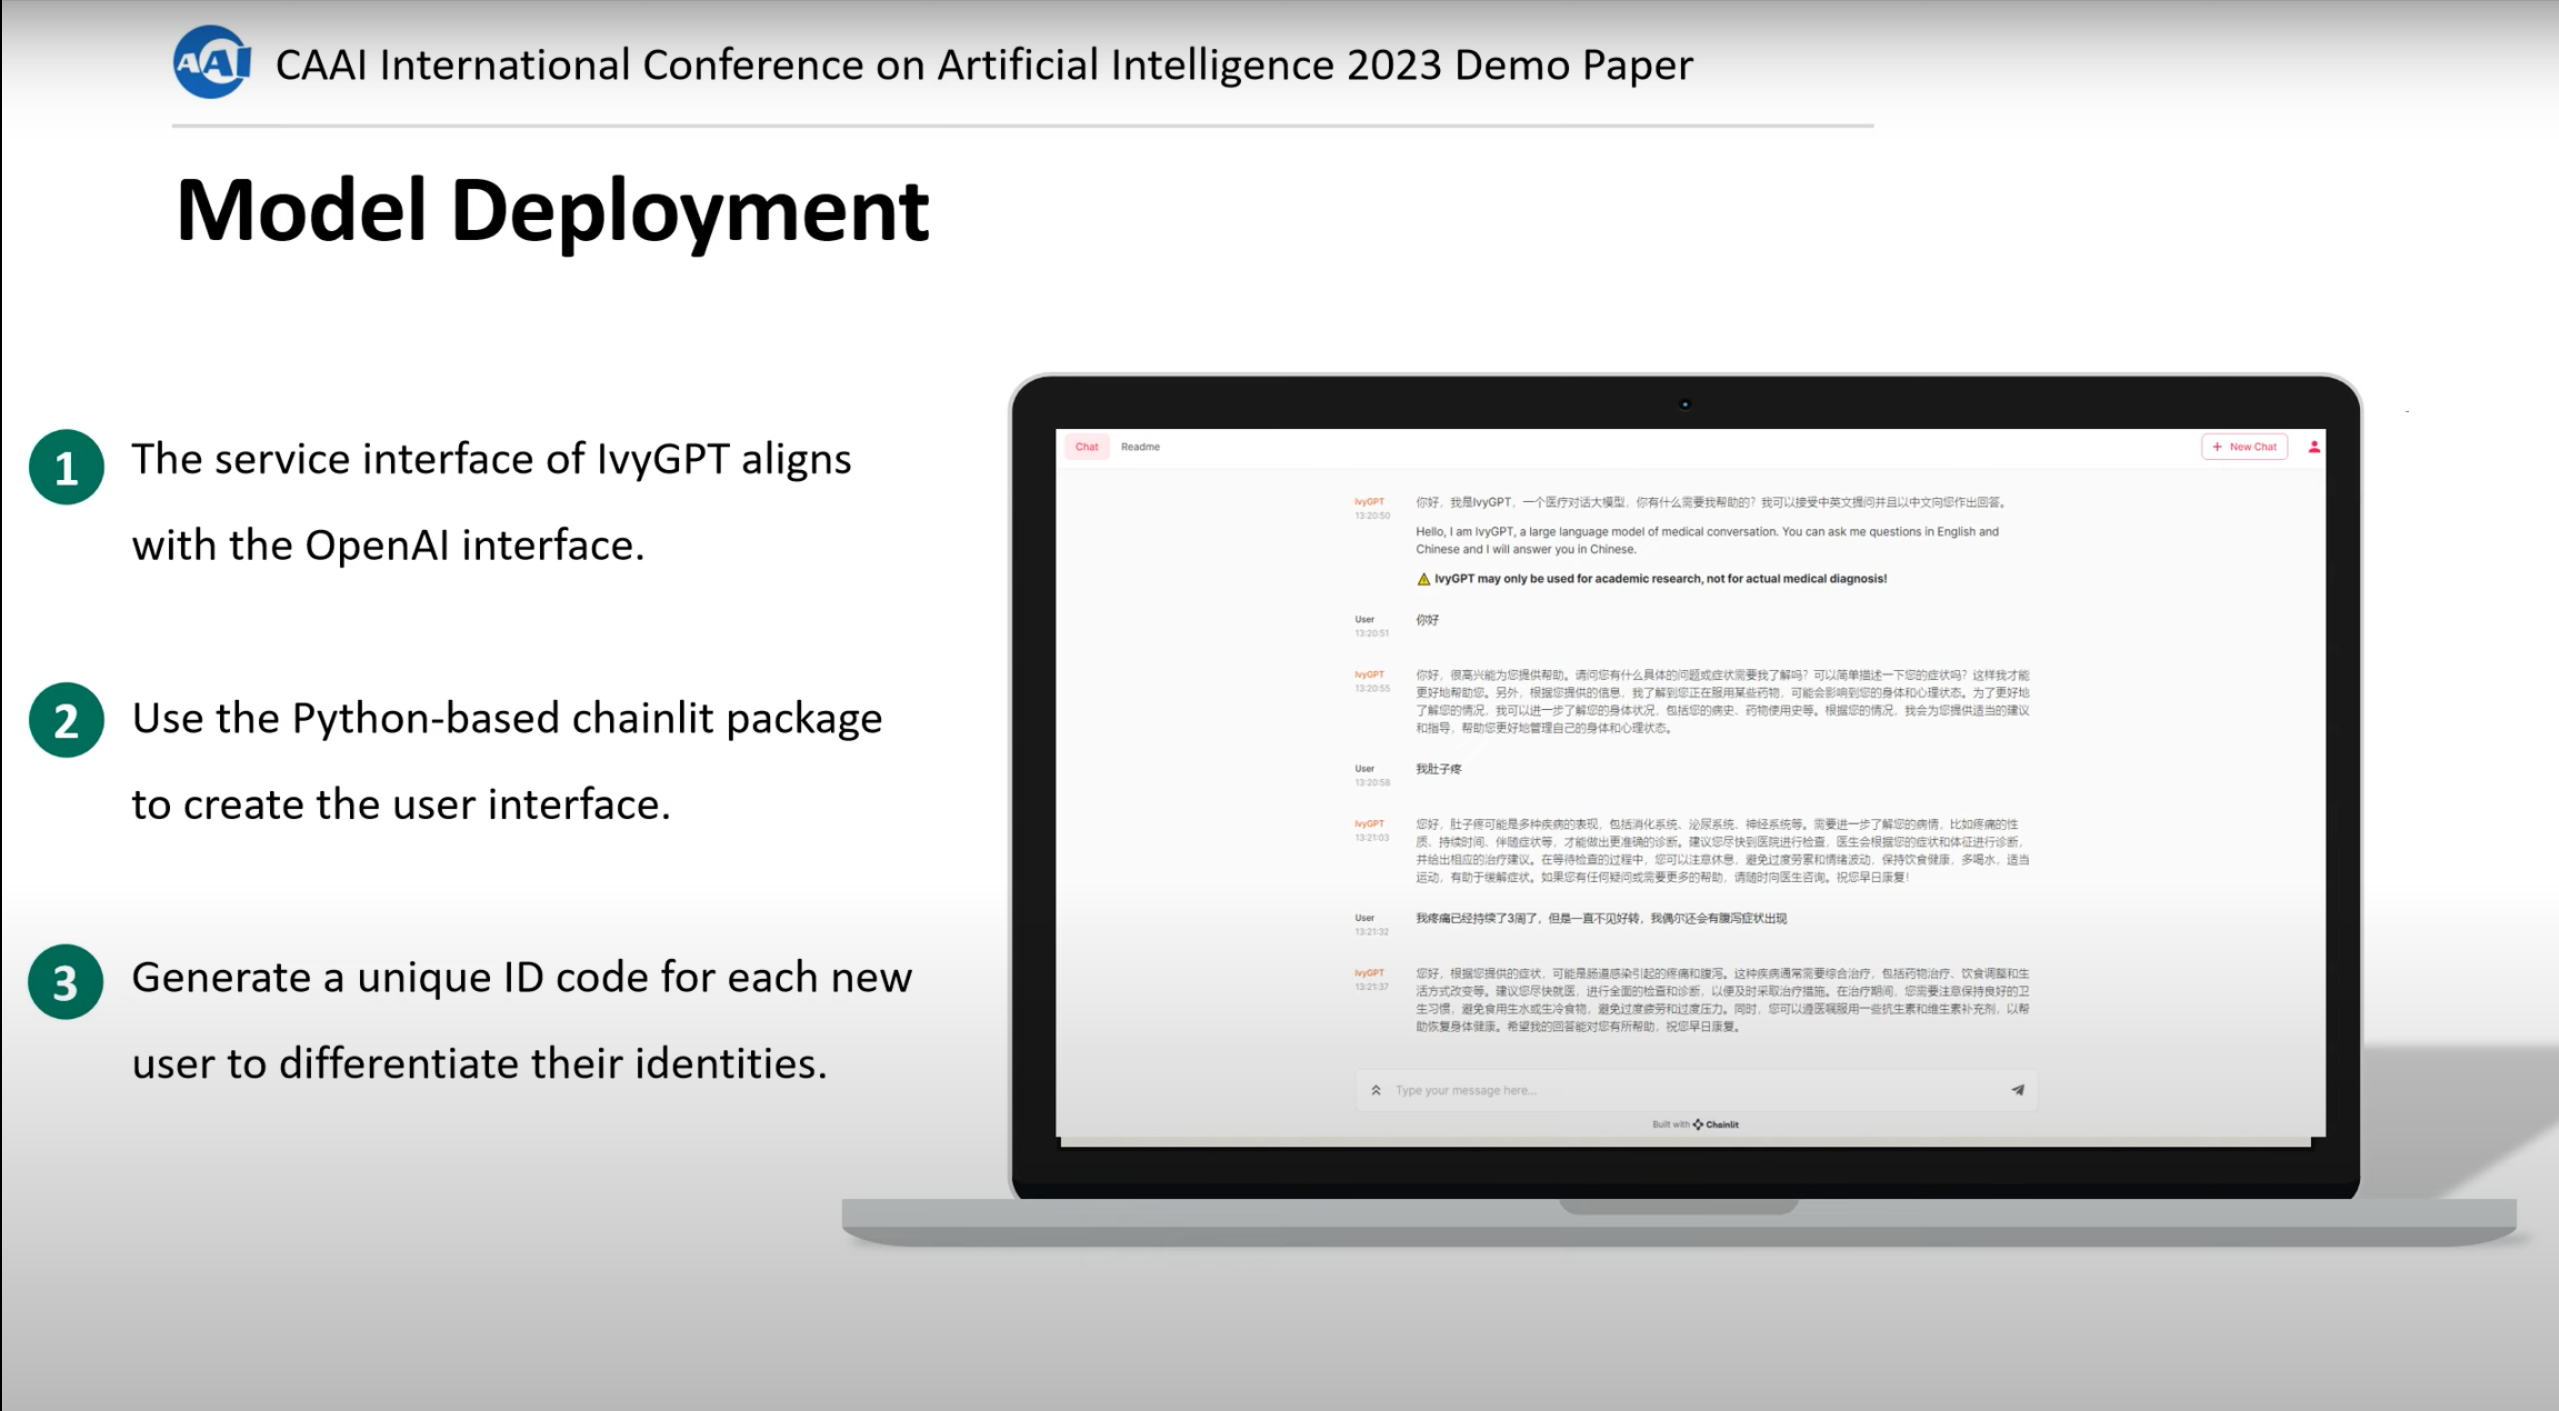 AAI CAAI International Conference on Artificial Intelligence 2023 Demo Paper
Model Deployment
1 The service interface of IvyGPT aligns
with the OpenAI interface.
2 Use the Python-based chainlit package
to create the user interface.
3 Generate a unique ID code for each new
user to differentiate their identities.
Chat Readme + New Chat
IvyGPT 你好，我是IvyGPT，一个医疗对话大模型，你有什么需要我帮助的？我可以接受中英文提问并且以中文向您作出回答。
13:20:50
Hello, I am IvyGPT, a large language model of medical conversation. You can ask me questions in English and
Chinese and I will answer you in Chinese.
⚠ IvyGPT may only be used for academic research, not for actual medical diagnosis!
User 你好
13:20:51
IvyGPT 你好，很高兴能为您提供帮助。请问您有什么具体的问题或症状需要我了解吗？可以简单描述一下您的症状吗？这样我才能
13:20:55 更好地帮助您。另外，根据您提供的信息，我了解到您正在服用某些药物，可能会影响到您的身体和心理状态。为了更好地
了解您的情况，我可以进一步了解您的身体状况，包括您的病史、药物使用史等。根据您的情况，我会为您提供适当的建议
和指导，帮助您更好地管理自己的身体和心理状态。
User 我肚子疼
13:20:58
IvyGPT 您好，肚子疼可能是多种疾病的表现，包括消化系统、泌尿系统、神经系统等。需要进一步了解您的病情，比如疼痛的性
13:21:03 质、持续时间、伴随症状等，才能做出更准确的诊断。建议您尽快到医院进行检查，医生会根据您的症状和体征进行诊断，
并给出相应的治疗建议。在等待检查的过程中，您可以注意休息，避免过度劳累和情绪波动，保持饮食健康，多喝水，适当
运动，有助于缓解症状。如果您有任何疑问或需要更多的帮助，请随时向医生咨询。祝您早日康复！
User 我疼痛已经持续了3周了，但是一直不见好转，我偶尔还会有腹泻症状出现
13:21:32
IvyGPT 您好，根据您提供的症状，可能是肠道感染引起的疼痛和腹泻。这种疾病通常需要综合治疗，包括药物治疗、饮食调整和生
13:21:37 活方式改变等。建议您尽快就医，进行全面的检查和诊断，以便及时采取治疗措施。在治疗期间，您需要注意保持良好的卫
生习惯，避免食用生水或生冷食物，避免过度疲劳和过度压力。同时，您可以遵医嘱服用一些抗生素和维生素补充剂，以帮
助恢复身体健康。希望我的回答能对您有所帮助，祝您早日康复。
Type your message here...
Built with Chainlit